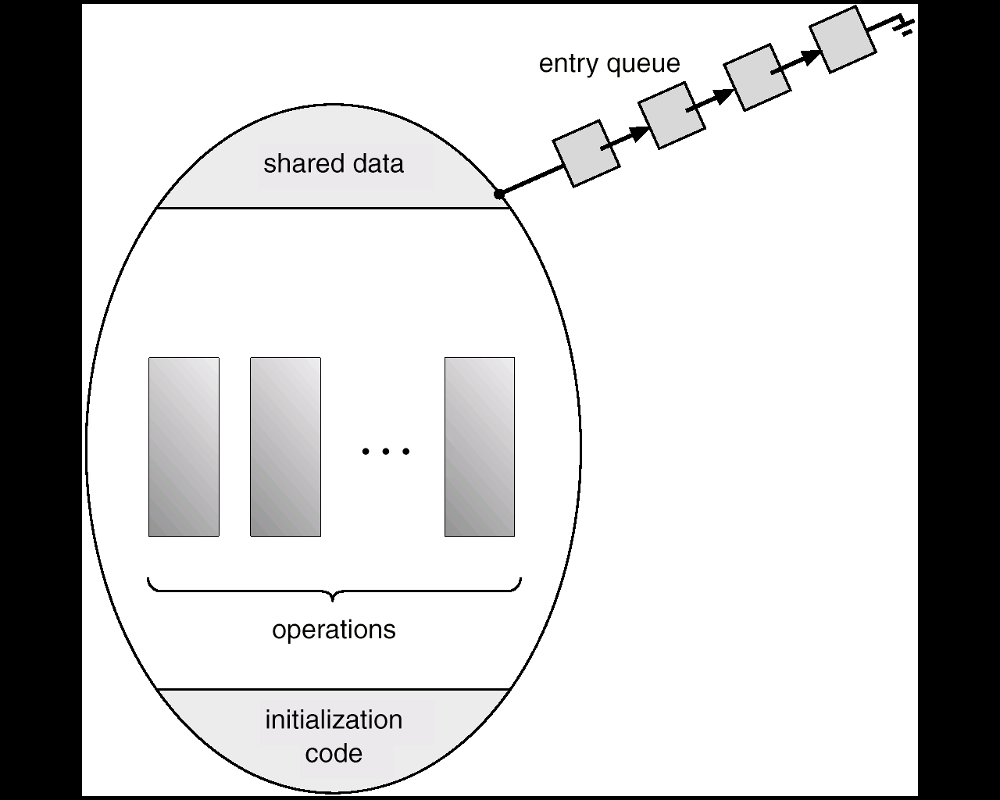 entry queue
shared data
. . .
operations
initialization
code